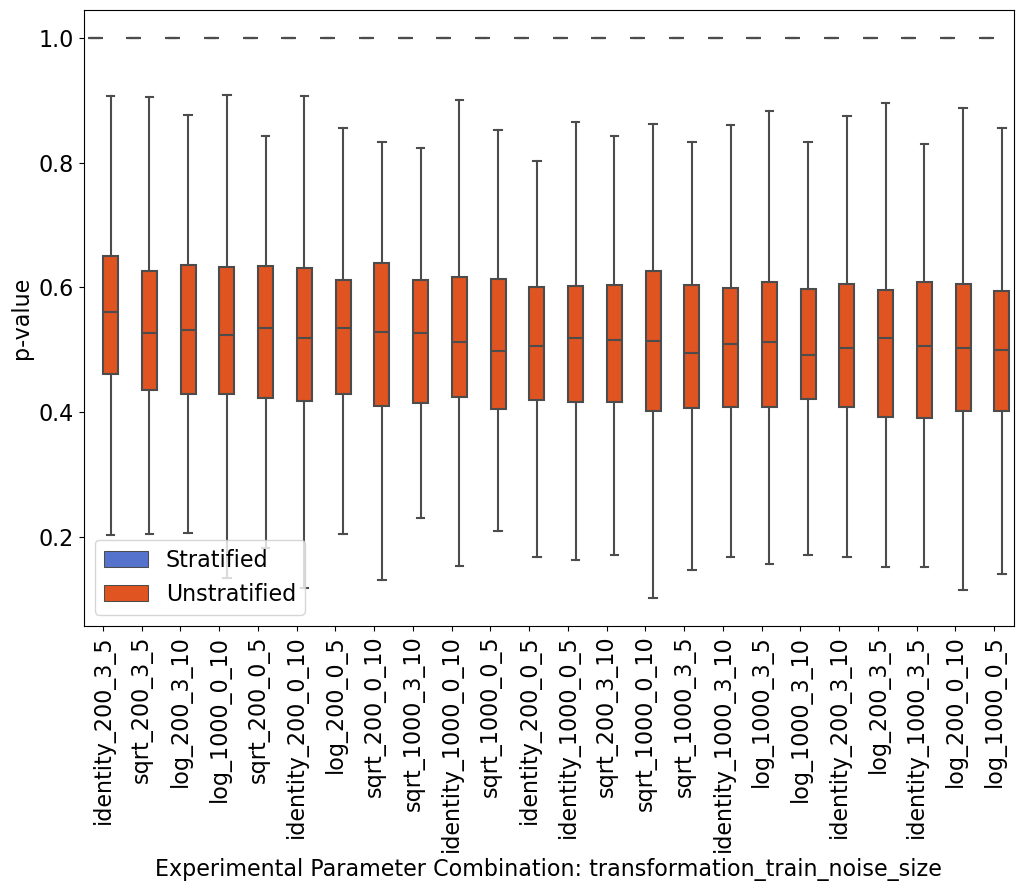 1.0
0.8
0.6
0.4
0.2
p-value
Stratified
Unstratified
identity_200_3_5
sqrt_200_3_5
log_200_3_10
log_1000_0_10
sqrt_200_0_5
identity_200_0_10
log_200_0_5
sqrt_200_0_10
sqrt_1000_3_10
identity_1000_0_10
sqrt_1000_0_5
identity_200_0_5
identity_1000_0_5
sqrt_200_3_10
sqrt_1000_0_10
sqrt_1000_3_5
identity_1000_3_10
log_1000_3_5
log_1000_3_10
identity_200_3_10
log_200_3_5
identity_1000_3_5
log_200_0_10
log_1000_0_5
Experimental Parameter Combination: transformation_train_noise_size